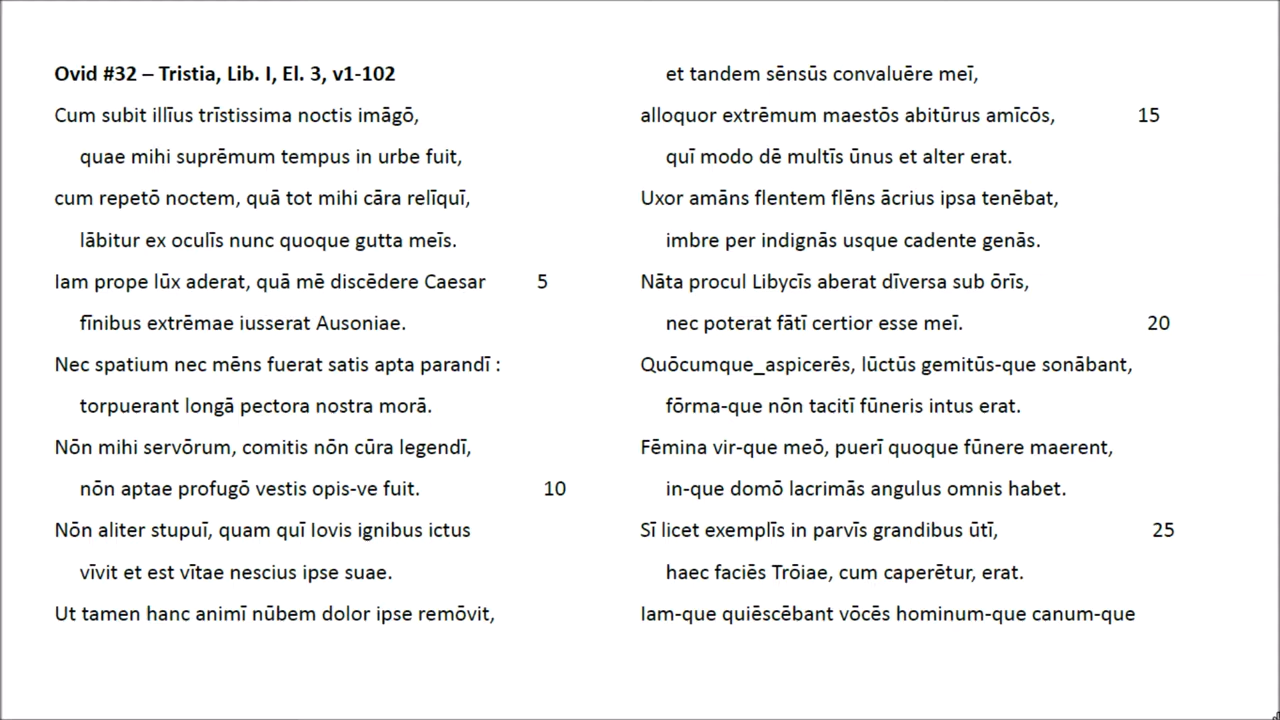 Ovid #32 – Tristia, Lib. I, El. 3, v1-102
Cum subit illīus trīstissima noctis imāgō,
quae mihi suprēmum tempus in urbe fuit,
cum repetō noctem, quā tot mihi cāra relīquī,
lābitur ex oculīs nunc quoque gutta meīs.
Iam prope lūx aderat, quā mē discēdere Caesar 5
fīnibus extrēmae iusserat Ausoniae.
Nec spatium nec mēns fuerat satis apta parandī :
torpuerant longā pectora nostra morā.
Nōn mihi servōrum, comitis nōn cūra legendī,
nōn aptae profugō vestis opis-ve fuit. 10
Nōn aliter stupuī, quam quī Iovis ignibus ictus
vīvit et est vītae nescius ipse suae.
Ut tamen hanc animī nūbem dolor ipse remōvit,
et tandem sēnsūs convaluēre meī,
alloquor extrēmum maestōs abitūrus amīcōs, 15
quī modo dē multīs ūnus et alter erat.
Uxor amāns flentem flēns ācrius ipsa tenēbat,
imbre per indignās usque cadente genās.
Nāta procul Libycīs aberat dīversa sub ōrīs,
nec poterat fātī certior esse meī. 20
Quōcumque_aspicerēs, lūctūs gemitūs-que sonābant,
fōrma-que nōn tacitī fūneris intus erat.
Fēmina vir-que meō, puerī quoque fūnere maerent,
in-que domō lacrimās angulus omnis habet.
Sī licet exemplīs in parvīs grandibus ūtī, 25
haec faciēs Trōiae, cum caperētur, erat.
Iam-que quiēscēbant vōcēs hominum-que canum-que